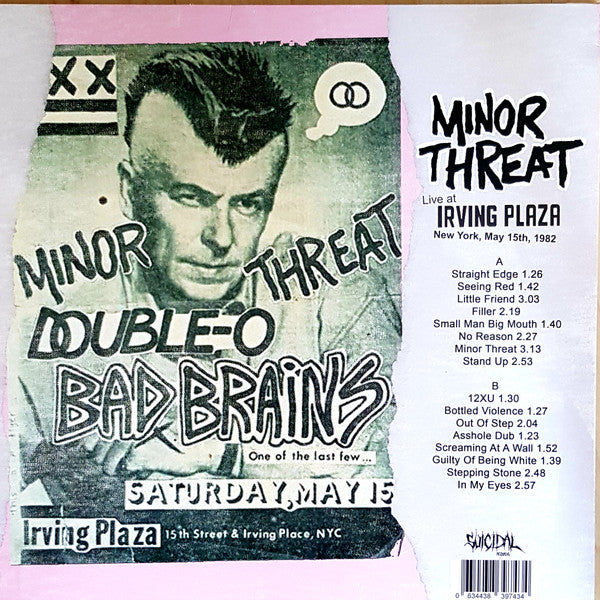 XX
MINOR THREAT
DOUBLE-O
BAD BRAINS
One of the last few...
SATURDAY, MAY 15
Irving Plaza 15th Street & Irving Place, NYC
MINOR
THREAT
Live at
IRVING PLAZA
New York, May 15th, 1982
A
Straight Edge 1.26
Seeing Red 1.42
Little Friend 3.03
Filler 2.19
Small Man Big Mouth 1.40
No Reason 2.27
Minor Threat 3.13
Stand Up 2.53
B
12XU 1.30
Bottled Violence 1.27
Out Of Step 2.04
Asshole Dub 1.23
Screaming At A Wall 1.52
Guilty Of Being White 1.39
Stepping Stone 2.48
In My Eyes 2.57
SUICIDAL
0 634438 397434